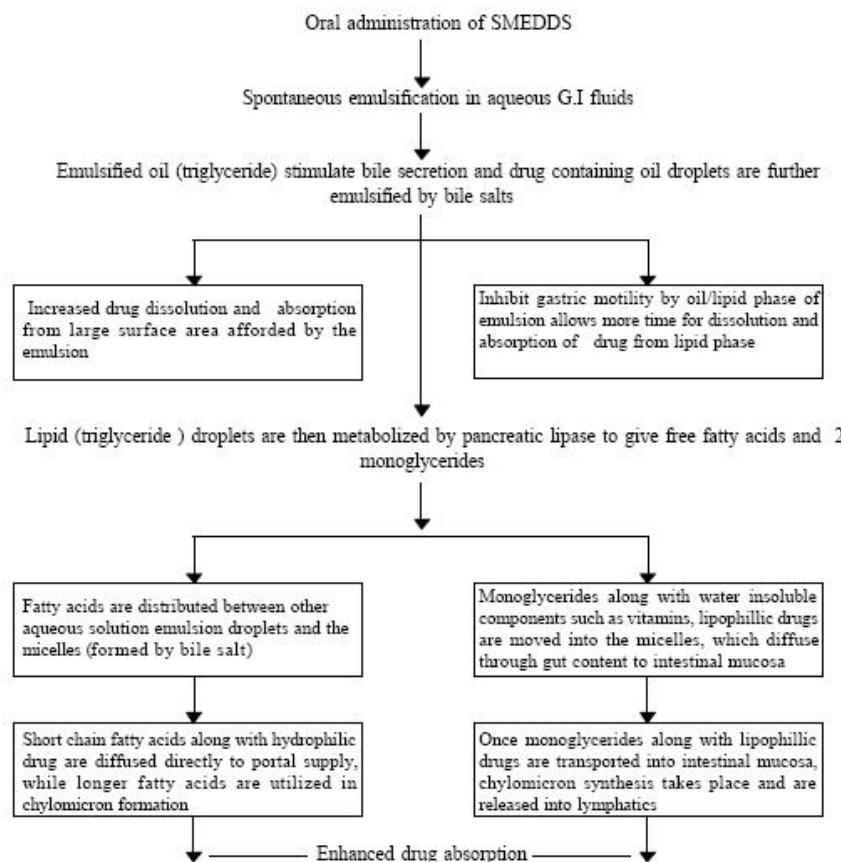 Oral administration of SMEDDS
Spontaneous emulsification in aqueous G.I fluids
Emulsified oil (triglyceride) stimulate bile secretion and drug containing oil droplets are further
emulsified by bile salts
Increased drug dissolution and absorption
from large surface area afforded by the
emulsion
Inhibit gastric motility by oil/lipid phase of
emulsion allows more time for dissolution and
absorption of drug from lipid phase
Lipid (triglyceride ) droplets are then metabolized by pancreatic lipase to give free fatty acids and 2
monoglycerides
Fatty acids are distributed between other
aqueous solution emulsion droplets and the
micelles (formed by bile salt)
Monoglycerides along with water insoluble
components such as vitamins, lipophillic drugs
are moved into the micelles, which diffuse
through gut content to intestinal mucosa
Short chain fatty acids along with hydrophilic
drug are diffused directly to portal supply,
while longer fatty acids are utilized in
chylomicron formation
Once monoglycerides along with lipophillic
drugs are transported into intestinal mucosa,
chylomicron synthesis takes place and are
released into lymphatics
Enhanced drug absorption